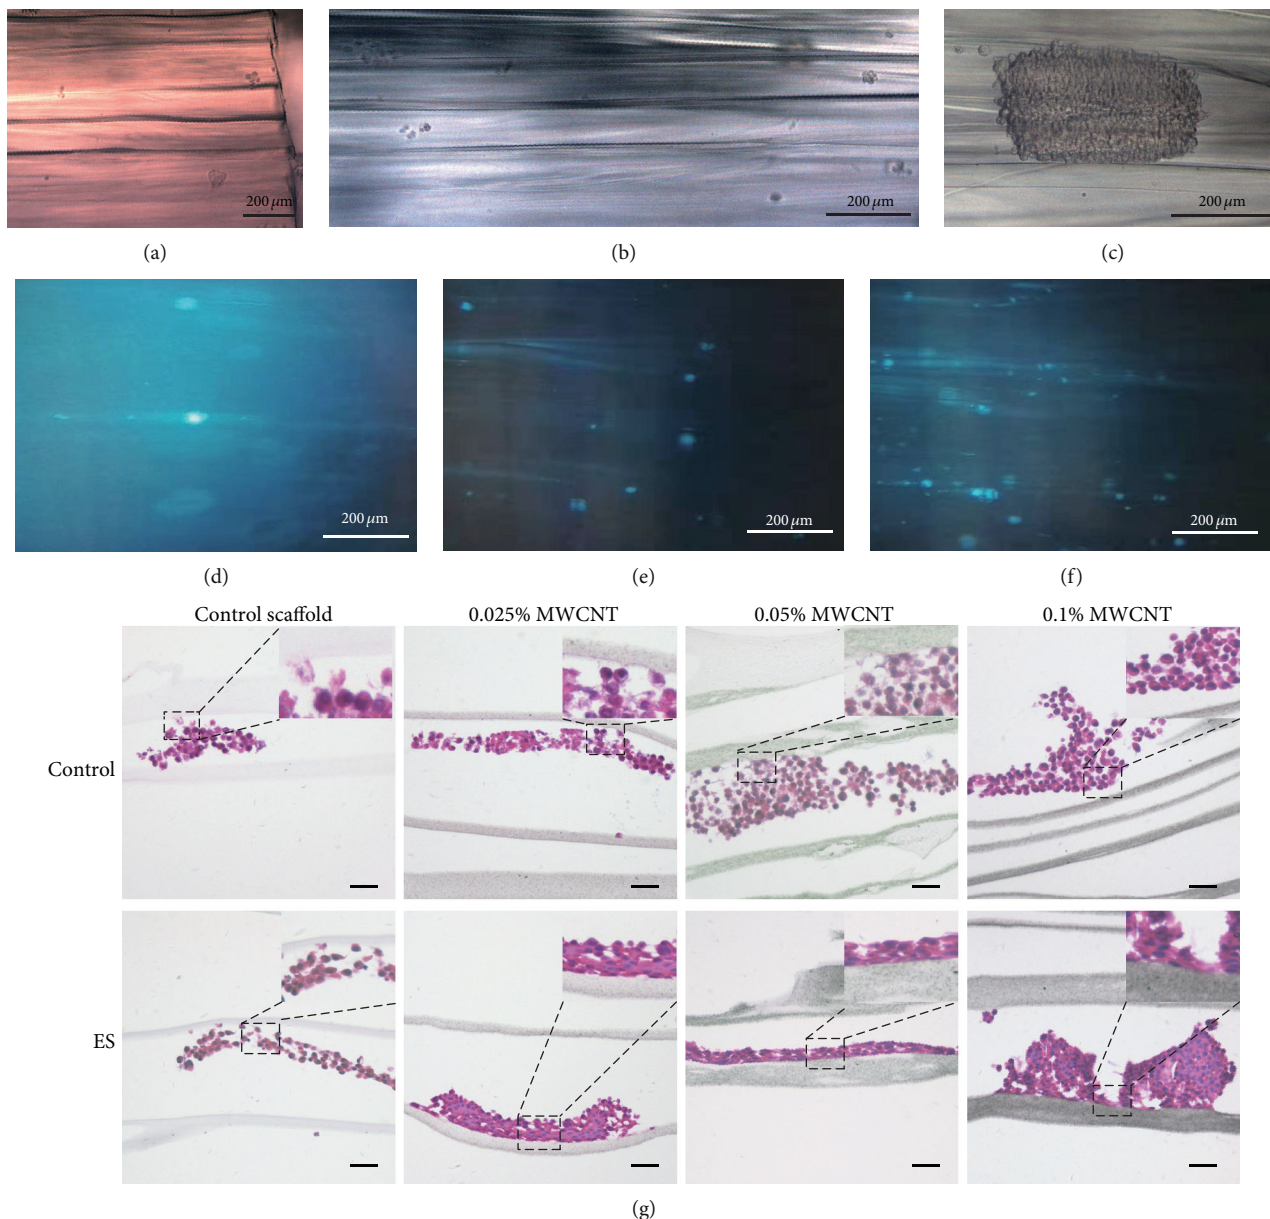 200 μm
200 μm
200 μm
(a)
(b)
(c)
200 μm
200 μm
200 μm
(d)
(e)
(f)
Control scaffold
0.025% MWCNT
0.05% MWCNT
0.1% MWCNT
Control
ES
(g)